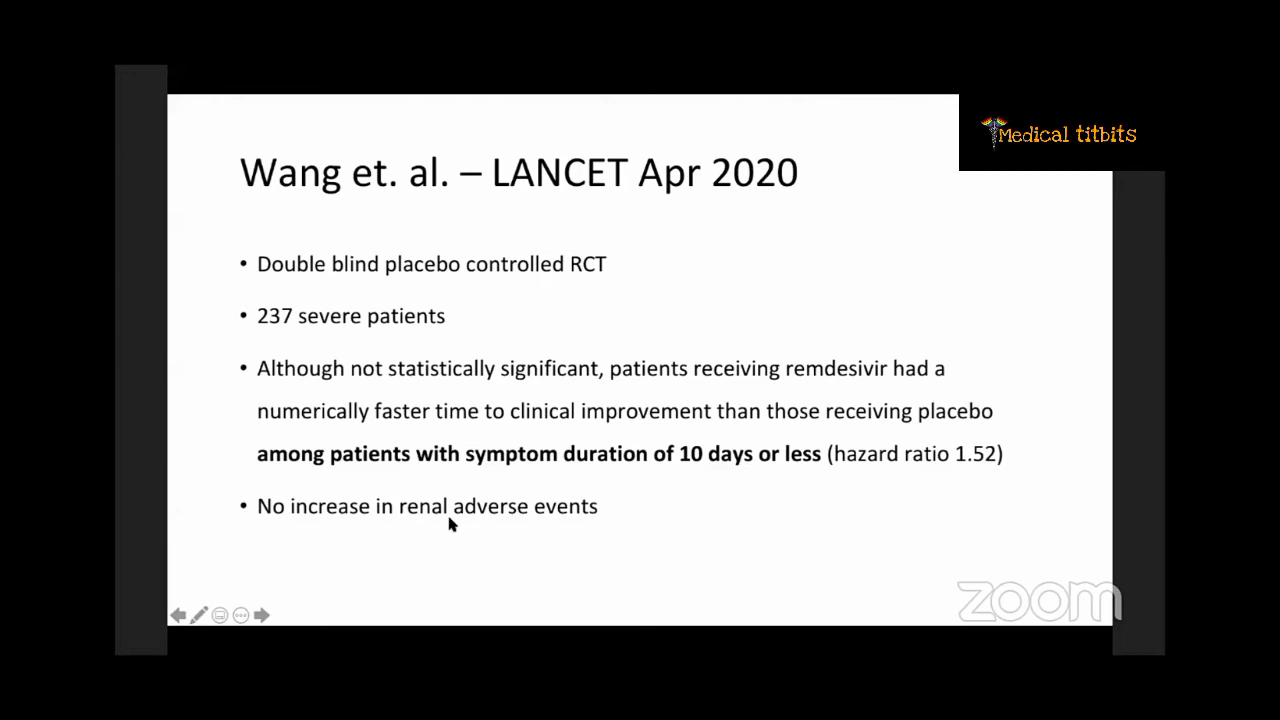 Medical titbits
Wang et. al. – LANCET Apr 2020
• Double blind placebo controlled RCT
• 237 severe patients
• Although not statistically significant, patients receiving remdesivir had a
numerically faster time to clinical improvement than those receiving placebo
among patients with symptom duration of 10 days or less (hazard ratio 1.52)
• No increase in renal adverse events
zoom